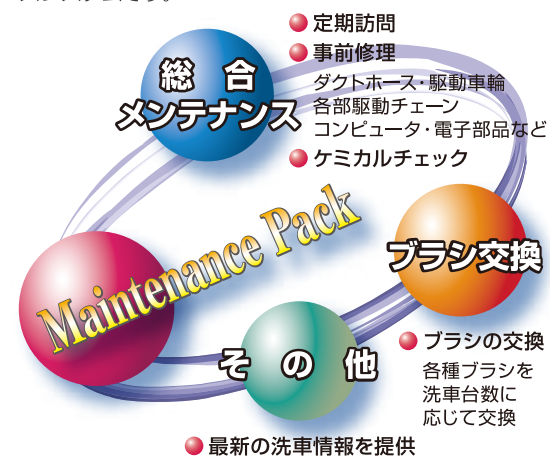 定期訪問
事前修理
ダクトホース・駆動車輪
各部駆動チェーン
コンピュータ・電子部品など
ケミカルチェック
総合
メンテナンス
Maintenance Pack
ブラシ交換
ブラシの交換
各種ブラシを
洗車台数に
応じて交換
その他
最新の洗車情報を提供